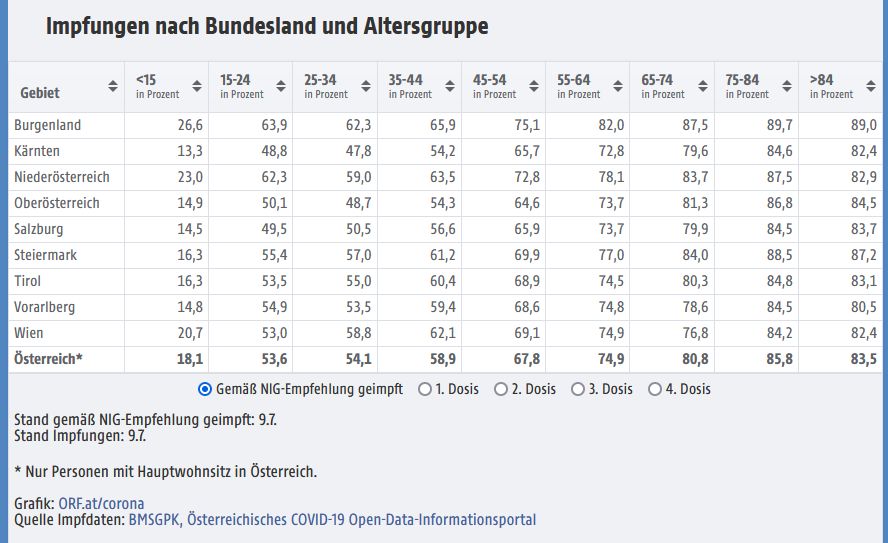 Impfungen nach Bundesland und Altersgruppe
Gebiet <15 15-24 25-34 35-44 45-54 55-64 65-74 75-84 >84
in Prozent in Prozent in Prozent in Prozent in Prozent in Prozent in Prozent in Prozent in Prozent
Burgenland 26,6 63,9 62,3 65,9 75,1 82,0 87,5 89,7 89,0
Kärnten 13,3 48,8 47,8 54,2 65,7 72,8 79,6 84,6 82,4
Niederösterreich 23,0 62,3 59,0 63,5 72,8 78,1 83,7 87,5 82,9
Oberösterreich 14,9 50,1 48,7 54,3 64,6 73,7 81,3 86,8 84,5
Salzburg 14,5 49,5 50,5 56,6 65,9 73,7 79,9 84,5 83,7
Steiermark 16,3 55,4 57,0 61,2 69,9 77,0 84,0 88,5 87,2
Tirol 16,3 53,5 55,0 60,4 68,9 74,5 80,3 84,8 83,1
Vorarlberg 14,8 54,9 53,5 59,4 68,6 74,8 78,6 84,5 80,5
Wien 20,7 53,0 58,8 62,1 69,1 74,9 76,8 84,2 82,4
Österreich* 18,1 53,6 54,1 58,9 67,8 74,9 80,8 85,8 83,5
Gemäß NIG-Empfehlung geimpft 1. Dosis 2. Dosis 3. Dosis 4. Dosis
Stand gemäß NIG-Empfehlung geimpft: 9.7.
Stand Impfungen: 9.7.
* Nur Personen mit Hauptwohnsitz in Österreich.
Grafik: ORF.at/corona
Quelle Impfdaten: BMSGPK, Österreichisches COVID-19 Open-Data-Informationsportal